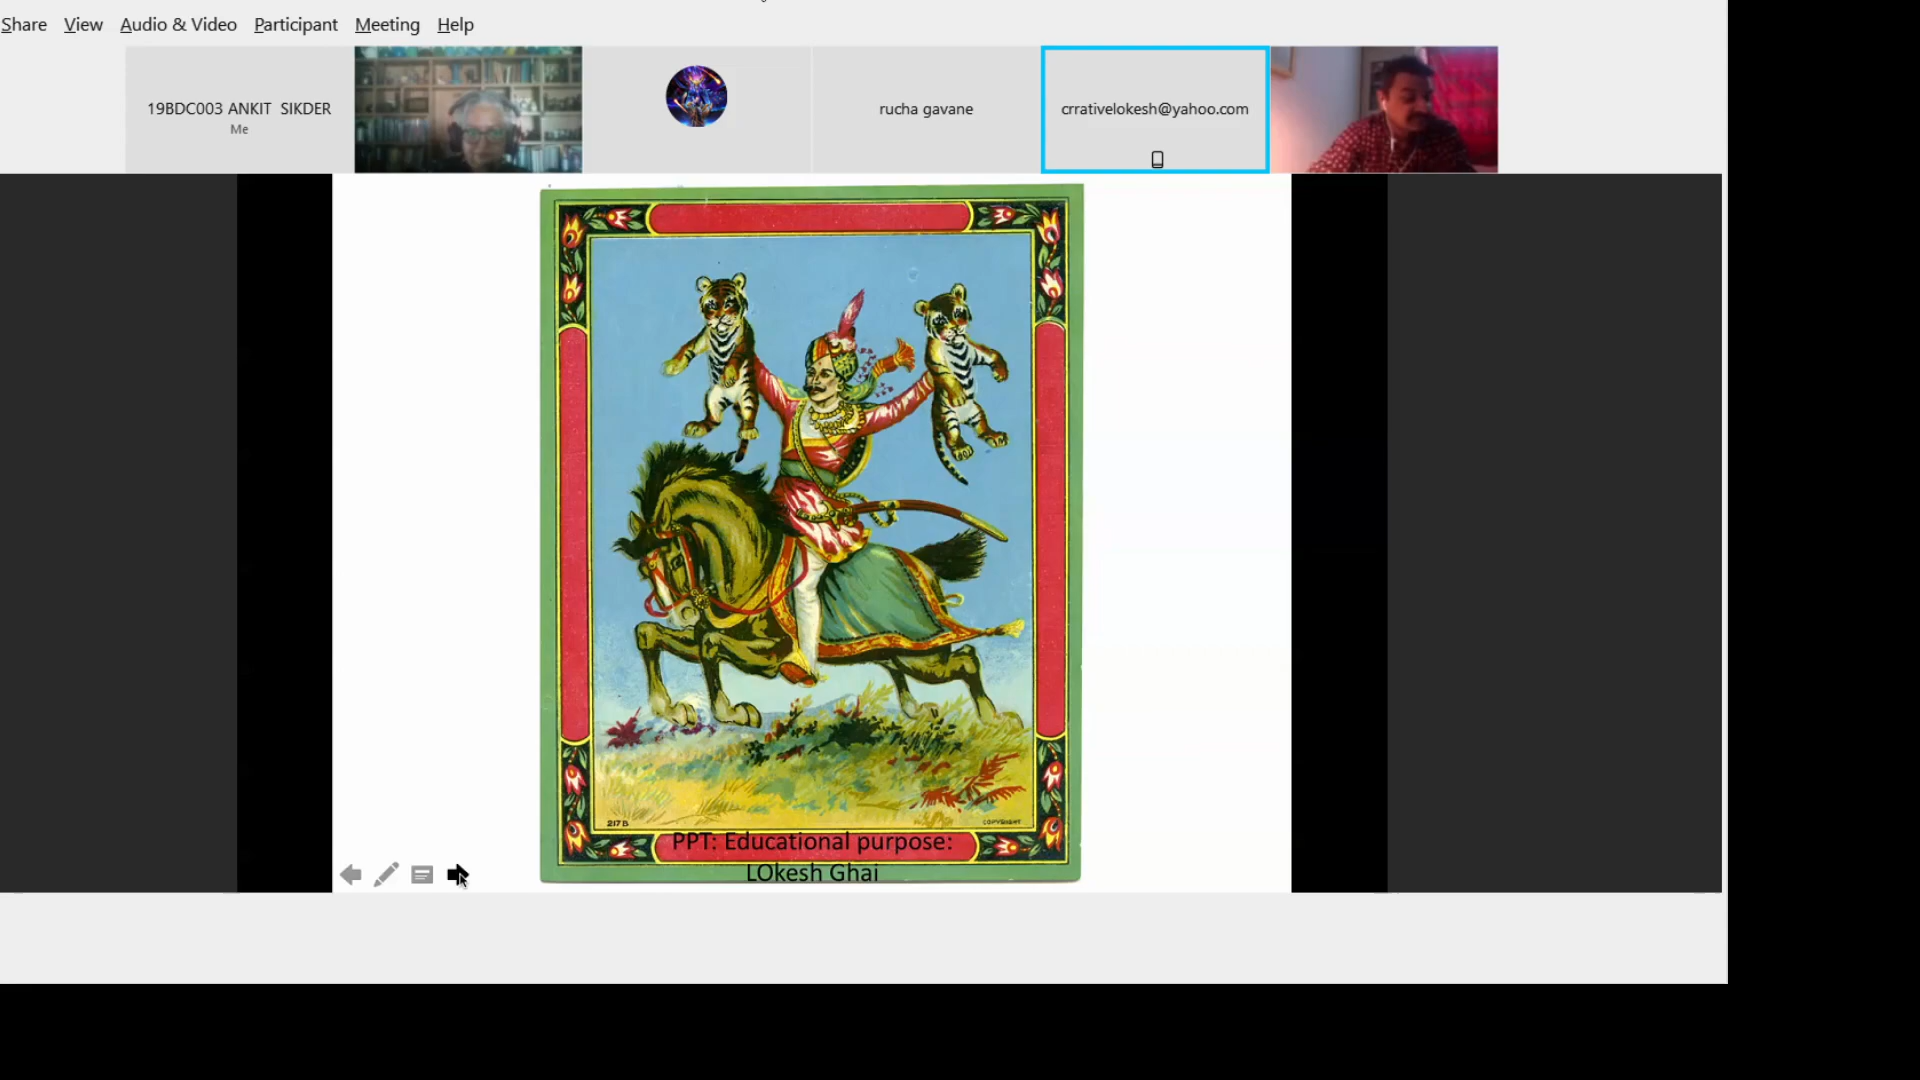 Share View Audio & Video Participant Meeting Help
19BDC003 ANKIT SIKDER
Me
rucha gavane
crrativelokesh@yahoo.com
217B
COPYRIGHT
PPT: Educational purpose:
LOkesh Ghai